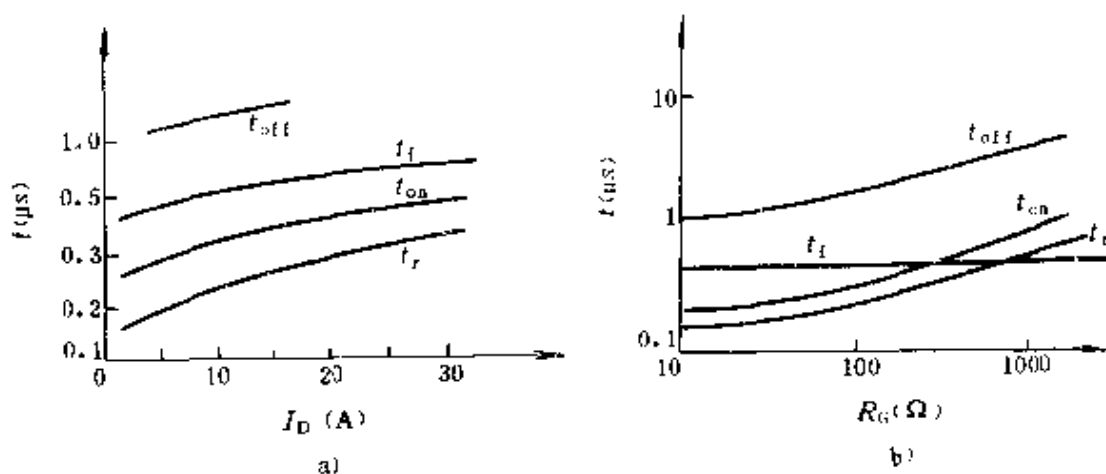 t(μs)
1.0
0.5
0.3
0.2
0.1
0
10
20
30
t_off
t_f
t_on
t_r
I_D (A)
a)
t(μs)
10
1
0.1
10
100
1000
t_off
t_on
t_f
R_G(Ω)
b)